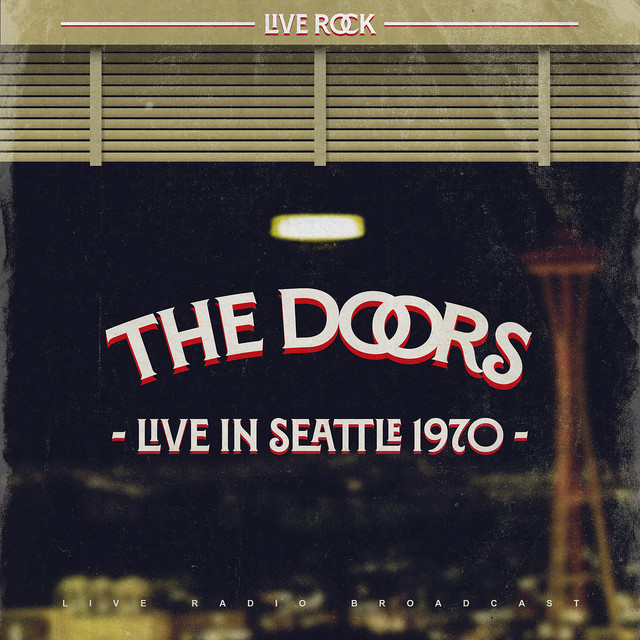 LIVE ROCK
THE DOORS
- LIVE IN SEATTLE 1970 -
LIVE RADIO BROADCAST